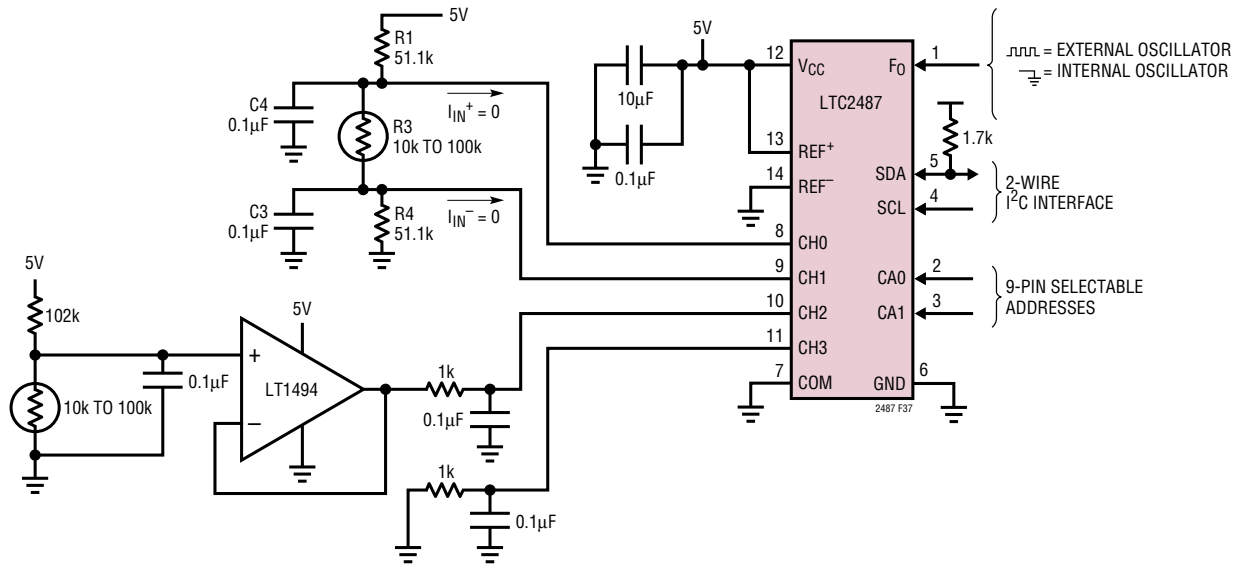 5V
R1
51.1k
C4
0.1µF
I_IN⁺ = 0
R3
10k TO 100k
C3
0.1µF
R4
51.1k
I_IN⁻ = 0
5V
102k
10k TO 100k
0.1µF
5V
+
−
LT1494
1k
0.1µF
1k
0.1µF
5V
10µF
0.1µF
12
V_CC
13
REF⁺
14
REF⁻
8
CH0
9
CH1
10
CH2
11
CH3
7
COM
LTC2487
F_O
1
SDA
5
SCL
4
CA0
2
CA1
3
GND
6
2487 F37
= EXTERNAL OSCILLATOR
= INTERNAL OSCILLATOR
1.7k
2-WIRE
I²C INTERFACE
9-PIN SELECTABLE
ADDRESSES